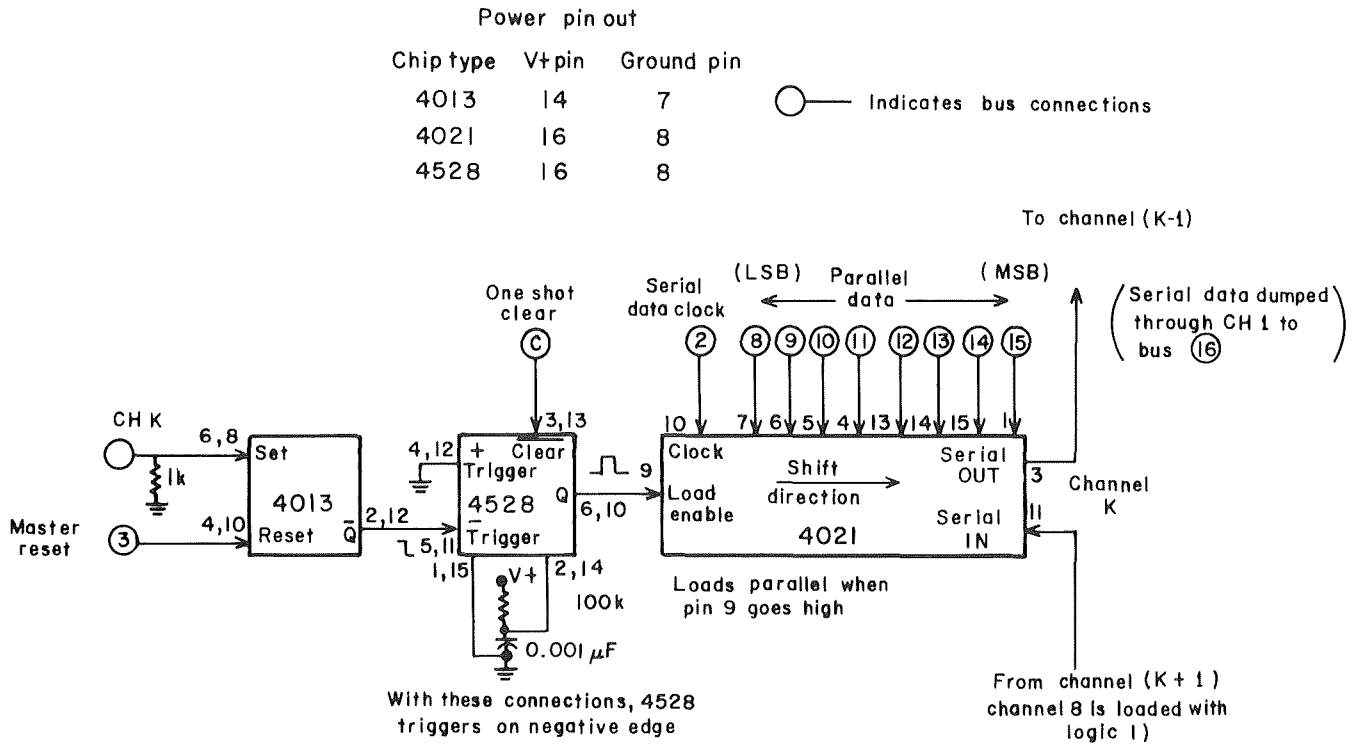 Power pin out
Chip type V+ pin Ground pin
4013 14 7
4021 16 8
4528 16 8
Indicates bus connections
To channel (K-1)
(Serial data dumped
through CH 1 to
bus 16)
One shot
clear
C
Serial
data clock
2
(LSB) Parallel (MSB)
data
8 9 10 11 12 13 14 15
CH K
6,8
1k
Set
4013
Reset Q̅
4,10
Master
reset
3
2,12
4,12
3,13
+
Trigger
Clear
4528
Q
-
Trigger
5,11
1,15
2,14
6,10
V+
100k
0.001 μF
With these connections, 4528
triggers on negative edge
10 7 6 5 4 13 14 15 1
9
Clock
Load
enable
Shift
direction
4021
Serial
OUT
Serial
IN
3
11
Channel
K
Loads parallel when
pin 9 goes high
From channel (K + 1)
channel 8 is loaded with
logic 1)